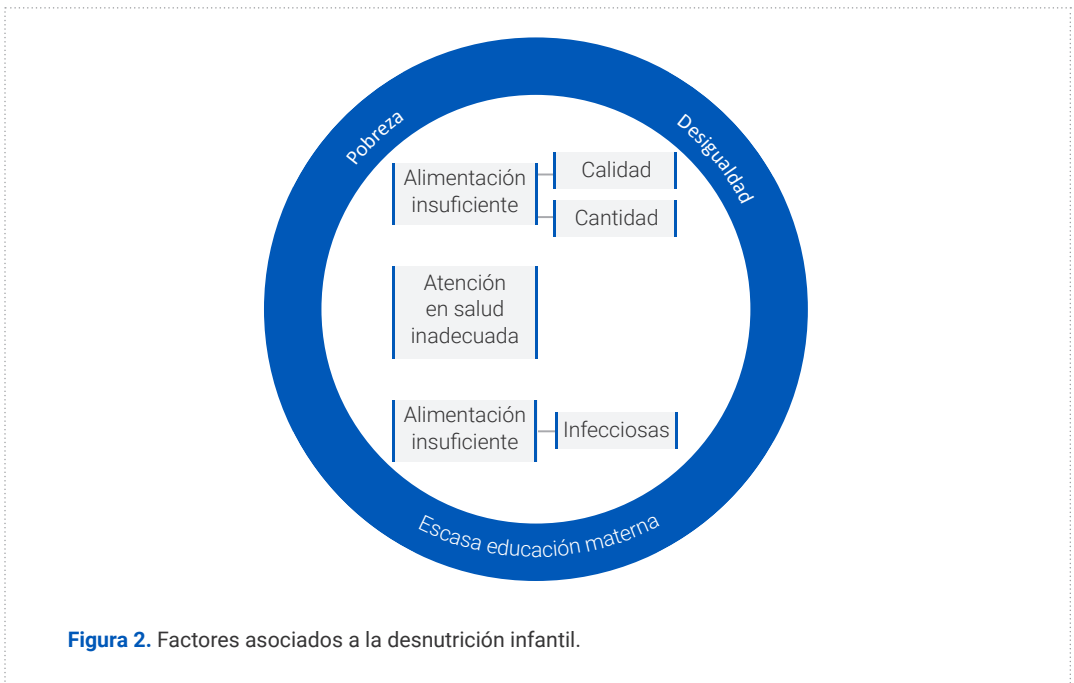 Pobreza
Desigualdad
Alimentación
insuficiente
Calidad
Cantidad
Atención
en salud
inadecuada
Alimentación
insuficiente
Infecciosas
Escasa educación materna
Figura 2. Factores asociados a la desnutrición infantil.